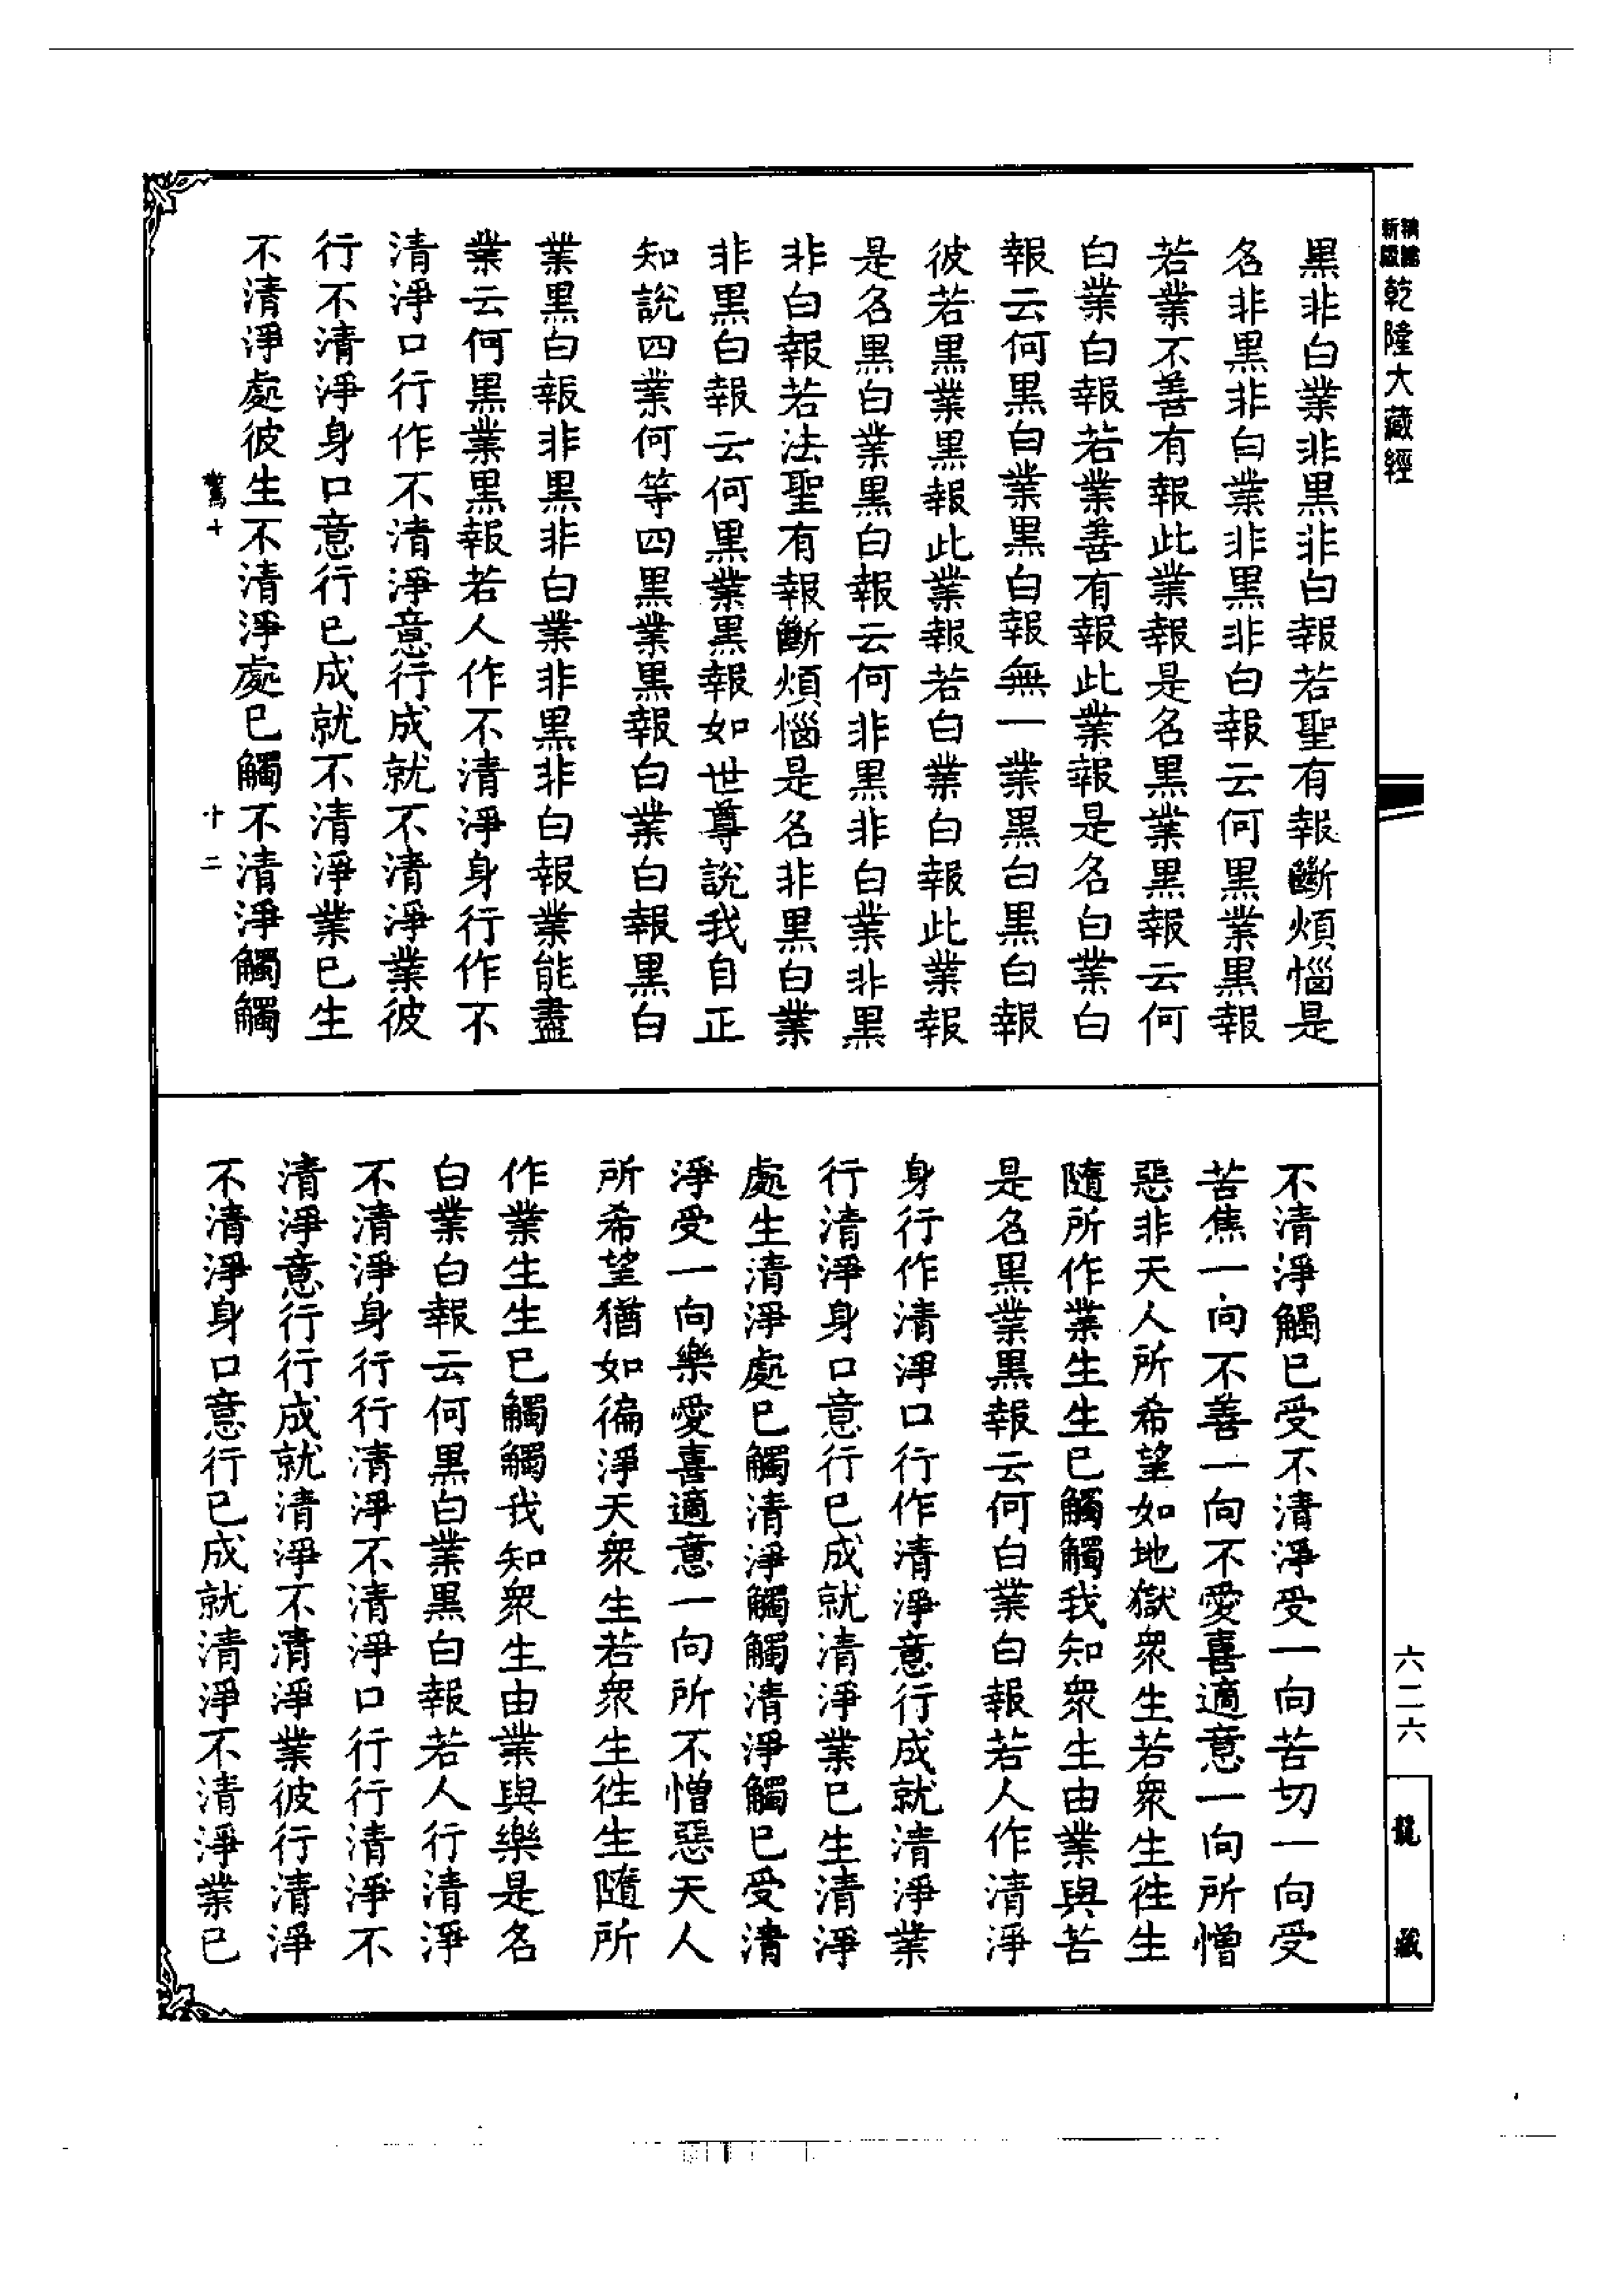 乾隆大藏經
黑非白業非黑非白報若聖有報斷煩惱是
名非黑非白業非黑非白報云何黑業黑報
若業不善有報此業報是名黑業黑報云何
白業白報若業善有報此業報是名白業白
報云何黑白業黑白報無一業黑白黑白報
彼若黑業黑報此業報若白業白報此業報
是名黑白業黑白報云何非黑非白業非黑
非白報若法聖有報斷煩惱是名非黑白業
非黑白報云何黑業黑報如世尊說我自正
知說四業何等四黑業黑報白業白報黑白
業黑白報非黑非白業非黑非白報業能盡
業云何黑業黑報若人作不清淨身行作不
清淨口行作不清淨意行成就不清淨業彼
行不清淨身口意行已成就不清淨業已生
不清淨處彼生不清淨處已觸不清淨觸觸
十
十二
不清淨觸已受不清淨受一向苦切一向受
苦焦一向不善一向不愛喜適意一向所憎
惡非天人所希望如地獄衆生若衆生徃生
隨所作業生生已觸觸我知衆生由業與苦
是名黑業黑報云何白業白報若人作清淨
身行作清淨口行作清淨意行成就清淨業
行清淨身口意行已成就清淨業已生清淨
處生清淨處已觸清淨觸觸清淨觸已受清
淨受一向樂愛喜適意一向所不憎惡天人
所希望猶如徧淨天衆生若衆生徃生隨所
作業生生已觸觸我知衆生由業與樂是名
白業白報云何黑白業黑白報若人行清淨
不清淨身行行清淨不清淨口行行清淨不
清淨意行行成就清淨不清淨業彼行清淨
不清淨身口意行已成就清淨不清淨業已
六二六
龍藏